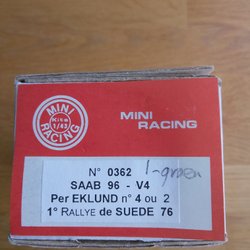 MINI
Kits
1/43
RACING
MINI
RACING
N° 0362
1-green
SAAB 96 - V4
Per EKLUND n° 4 ou 2
1° RALLYE de SUEDE 76